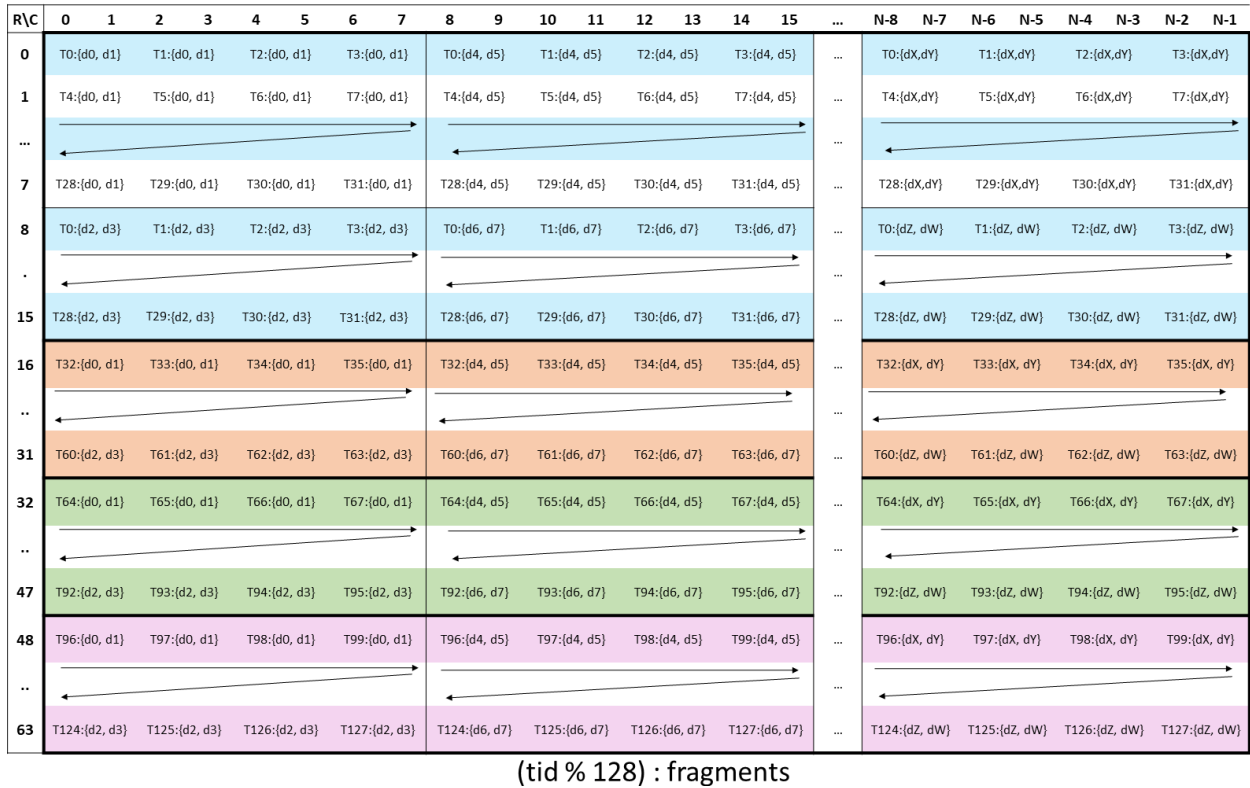 R\C 0 1 2 3 4 5 6 7 8 9 10 11 12 13 14 15 ... N-8 N-7 N-6 N-5 N-4 N-3 N-2 N-1
0 T0:{d0, d1} T1:{d0, d1} T2:{d0, d1} T3:{d0, d1} T0:{d4, d5} T1:{d4, d5} T2:{d4, d5} T3:{d4, d5} ... T0:{dX,dY} T1:{dX,dY} T2:{dX,dY} T3:{dX,dY}
1 T4:{d0, d1} T5:{d0, d1} T6:{d0, d1} T7:{d0, d1} T4:{d4, d5} T5:{d4, d5} T6:{d4, d5} T7:{d4, d5} ... T4:{dX,dY} T5:{dX,dY} T6:{dX,dY} T7:{dX,dY}
... ...
7 T28:{d0, d1} T29:{d0, d1} T30:{d0, d1} T31:{d0, d1} T28:{d4, d5} T29:{d4, d5} T30:{d4, d5} T31:{d4, d5} ... T28:{dX,dY} T29:{dX,dY} T30:{dX,dY} T31:{dX,dY}
8 T0:{d2, d3} T1:{d2, d3} T2:{d2, d3} T3:{d2, d3} T0:{d6, d7} T1:{d6, d7} T2:{d6, d7} T3:{d6, d7} ... T0:{dZ, dW} T1:{dZ, dW} T2:{dZ, dW} T3:{dZ, dW}
. ...
15 T28:{d2, d3} T29:{d2, d3} T30:{d2, d3} T31:{d2, d3} T28:{d6, d7} T29:{d6, d7} T30:{d6, d7} T31:{d6, d7} ... T28:{dZ, dW} T29:{dZ, dW} T30:{dZ, dW} T31:{dZ, dW}
16 T32:{d0, d1} T33:{d0, d1} T34:{d0, d1} T35:{d0, d1} T32:{d4, d5} T33:{d4, d5} T34:{d4, d5} T35:{d4, d5} ... T32:{dX, dY} T33:{dX, dY} T34:{dX, dY} T35:{dX, dY}
.. ...
31 T60:{d2, d3} T61:{d2, d3} T62:{d2, d3} T63:{d2, d3} T60:{d6, d7} T61:{d6, d7} T62:{d6, d7} T63:{d6, d7} ... T60:{dZ, dW} T61:{dZ, dW} T62:{dZ, dW} T63:{dZ, dW}
32 T64:{d0, d1} T65:{d0, d1} T66:{d0, d1} T67:{d0, d1} T64:{d4, d5} T65:{d4, d5} T66:{d4, d5} T67:{d4, d5} ... T64:{dX, dY} T65:{dX, dY} T66:{dX, dY} T67:{dX, dY}
.. ...
47 T92:{d2, d3} T93:{d2, d3} T94:{d2, d3} T95:{d2, d3} T92:{d6, d7} T93:{d6, d7} T94:{d6, d7} T95:{d6, d7} ... T92:{dZ, dW} T93:{dZ, dW} T94:{dZ, dW} T95:{dZ, dW}
48 T96:{d0, d1} T97:{d0, d1} T98:{d0, d1} T99:{d0, d1} T96:{d4, d5} T97:{d4, d5} T98:{d4, d5} T99:{d4, d5} ... T96:{dX, dY} T97:{dX, dY} T98:{dX, dY} T99:{dX, dY}
.. ...
63 T124:{d2, d3} T125:{d2, d3} T126:{d2, d3} T127:{d2, d3} T124:{d6, d7} T125:{d6, d7} T126:{d6, d7} T127:{d6, d7} ... T124:{dZ, dW} T125:{dZ, dW} T126:{dZ, dW} T127:{dZ, dW}
(tid % 128) : fragments